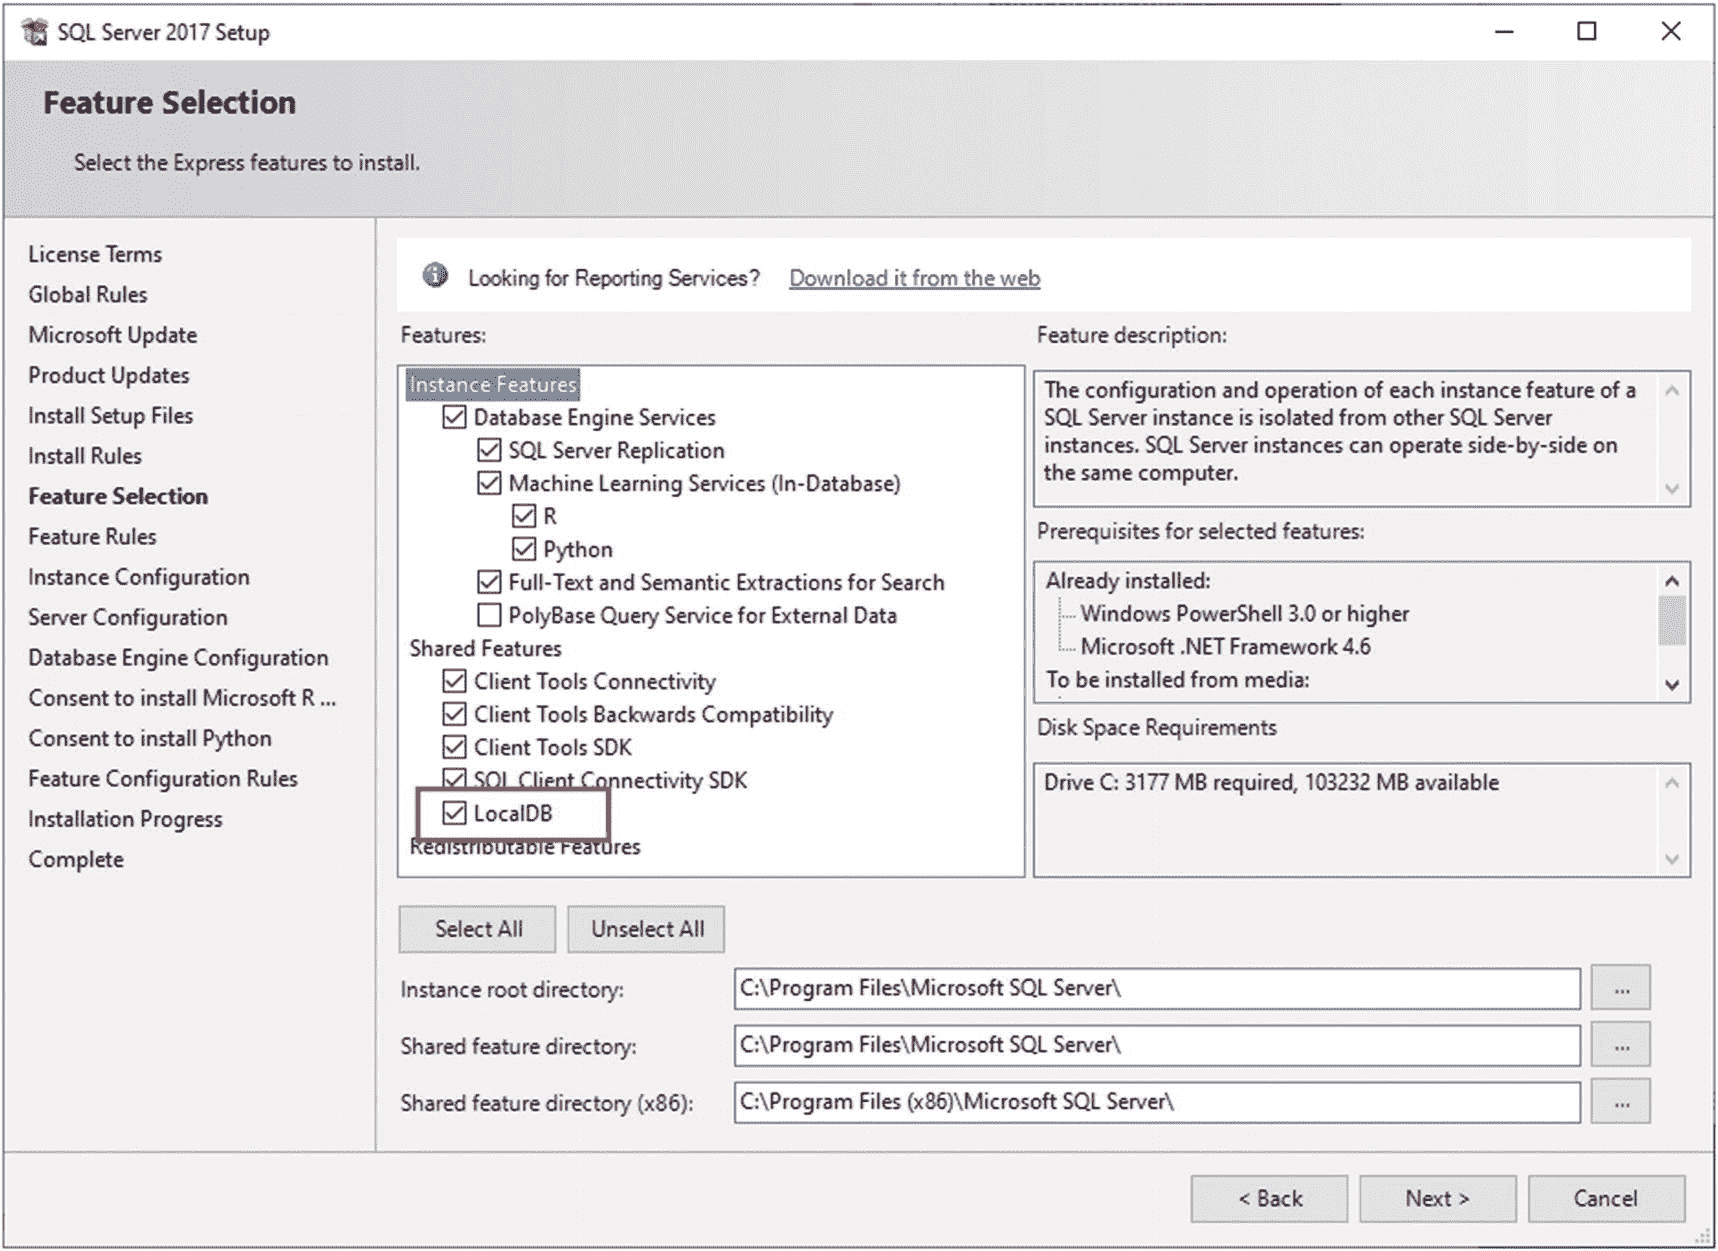 SQL Server 2017 Setup
Feature Selection
Select the Express features to install.
License Terms
Global Rules
Microsoft Update
Product Updates
Install Setup Files
Install Rules
Feature Selection
Feature Rules
Instance Configuration
Server Configuration
Database Engine Configuration
Consent to install Microsoft R ...
Consent to install Python
Feature Configuration Rules
Installation Progress
Complete
Looking for Reporting Services? Download it from the web
Features:
Instance Features
Database Engine Services
SQL Server Replication
Machine Learning Services (In-Database)
R
Python
Full-Text and Semantic Extractions for Search
PolyBase Query Service for External Data
Shared Features
Client Tools Connectivity
Client Tools Backwards Compatibility
Client Tools SDK
SQL Client Connectivity SDK
LocalDB
Redistributable Features
Feature description:
The configuration and operation of each instance feature of a
SQL Server instance is isolated from other SQL Server
instances. SQL Server instances can operate side-by-side on
the same computer.
Prerequisites for selected features:
Already installed:
Windows PowerShell 3.0 or higher
Microsoft .NET Framework 4.6
To be installed from media:
Disk Space Requirements
Drive C: 3177 MB required, 103232 MB available
Select All
Unselect All
Instance root directory: C:\Program Files\Microsoft SQL Server\ ...
Shared feature directory: C:\Program Files\Microsoft SQL Server\ ...
Shared feature directory (x86): C:\Program Files (x86)\Microsoft SQL Server\ ...
< Back
Next >
Cancel